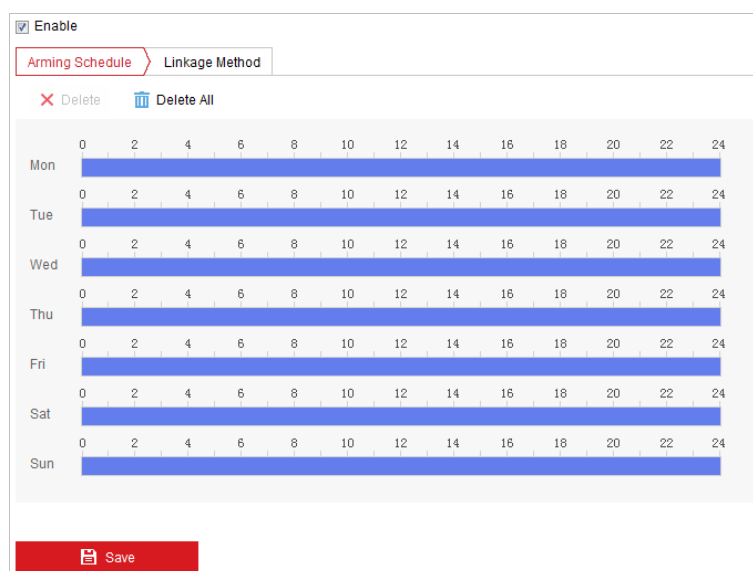 Enable
Arming Schedule Linkage Method
Delete Delete All
0 2 4 6 8 10 12 14 16 18 20 22 24
Mon
0 2 4 6 8 10 12 14 16 18 20 22 24
Tue
0 2 4 6 8 10 12 14 16 18 20 22 24
Wed
0 2 4 6 8 10 12 14 16 18 20 22 24
Thu
0 2 4 6 8 10 12 14 16 18 20 22 24
Fri
0 2 4 6 8 10 12 14 16 18 20 22 24
Sat
0 2 4 6 8 10 12 14 16 18 20 22 24
Sun
Save